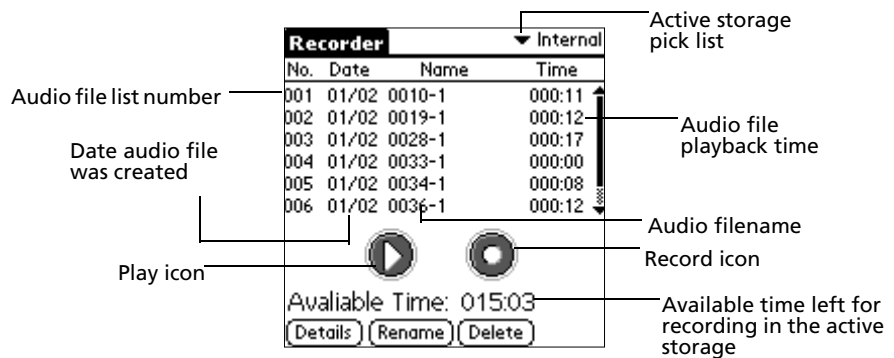 Active storage
pick list
Recorder
Internal
No. Date Name Time
Audio file list number
001 01/02 0010-1 000:11
002 01/02 0019-1 000:12
003 01/02 0028-1 000:17
004 01/02 0033-1 000:00
005 01/02 0034-1 000:08
006 01/02 0036-1 000:12
Audio file
playback time
Date audio file
was created
Audio filename
Play icon
Record icon
Avaliable Time: 015:03
Available time left for
recording in the active
storage
Details Rename Delete